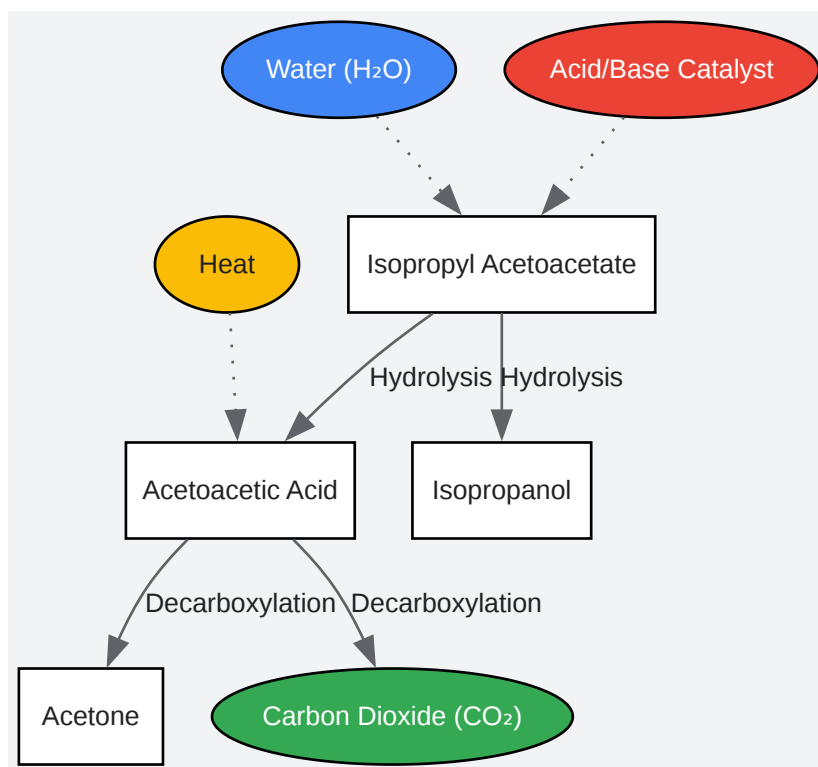 Water (H₂O)
Acid/Base Catalyst
Heat
Isopropyl Acetoacetate
Hydrolysis
Hydrolysis
Acetoacetic Acid
Isopropanol
Decarboxylation
Decarboxylation
Acetone
Carbon Dioxide (CO₂)